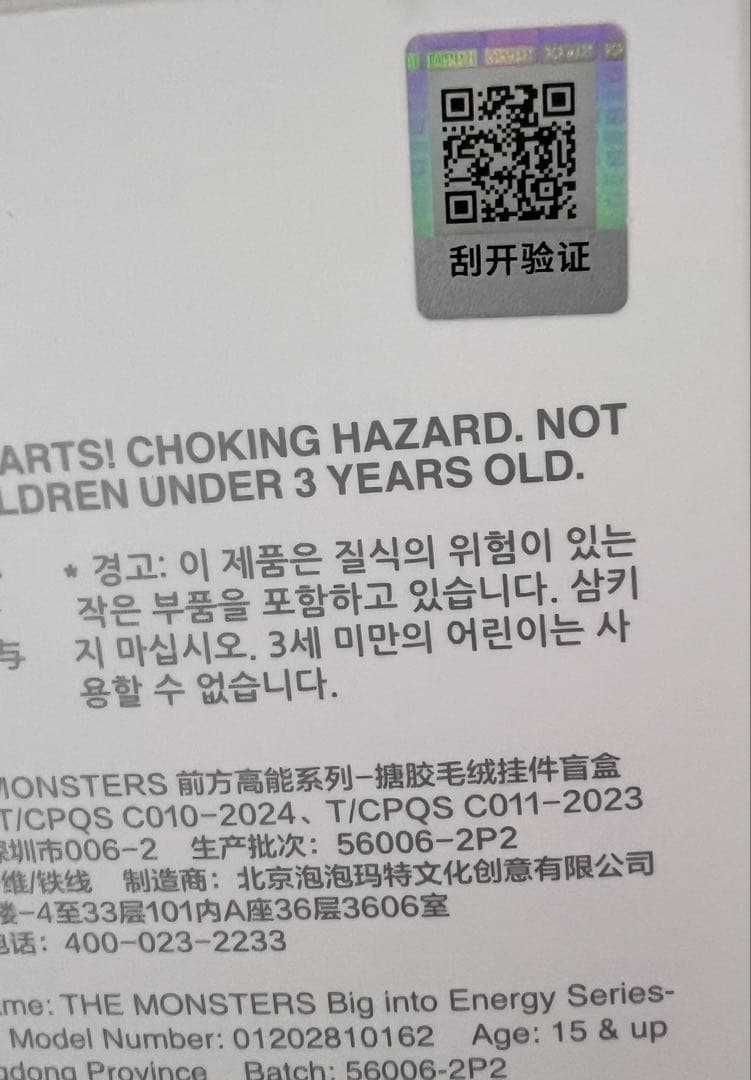 刮开验证
ARTS! CHOKING HAZARD. NOT
LDREN UNDER 3 YEARS OLD.
* 경고: 이 제품은 질식의 위험이 있는
작은 부품을 포함하고 있습니다. 삼키
지 마십시오. 3세 미만의 어린이는 사
용할 수 없습니다.
与
MONSTERS 前方高能系列-搪胶毛绒挂件盲盒
T/CPQS C010-2024、T/CPQS C011-2023
深圳市006-2 生产批次: 56006-2P2
维/铁线 制造商: 北京泡泡玛特文化创意有限公司
楼-4至33层101内A座36层3606室
电话: 400-023-2233
me: THE MONSTERS Big into Energy Series-
Model Number: 01202810162 Age: 15 & up
gdong Province Batch: 56006-2P2